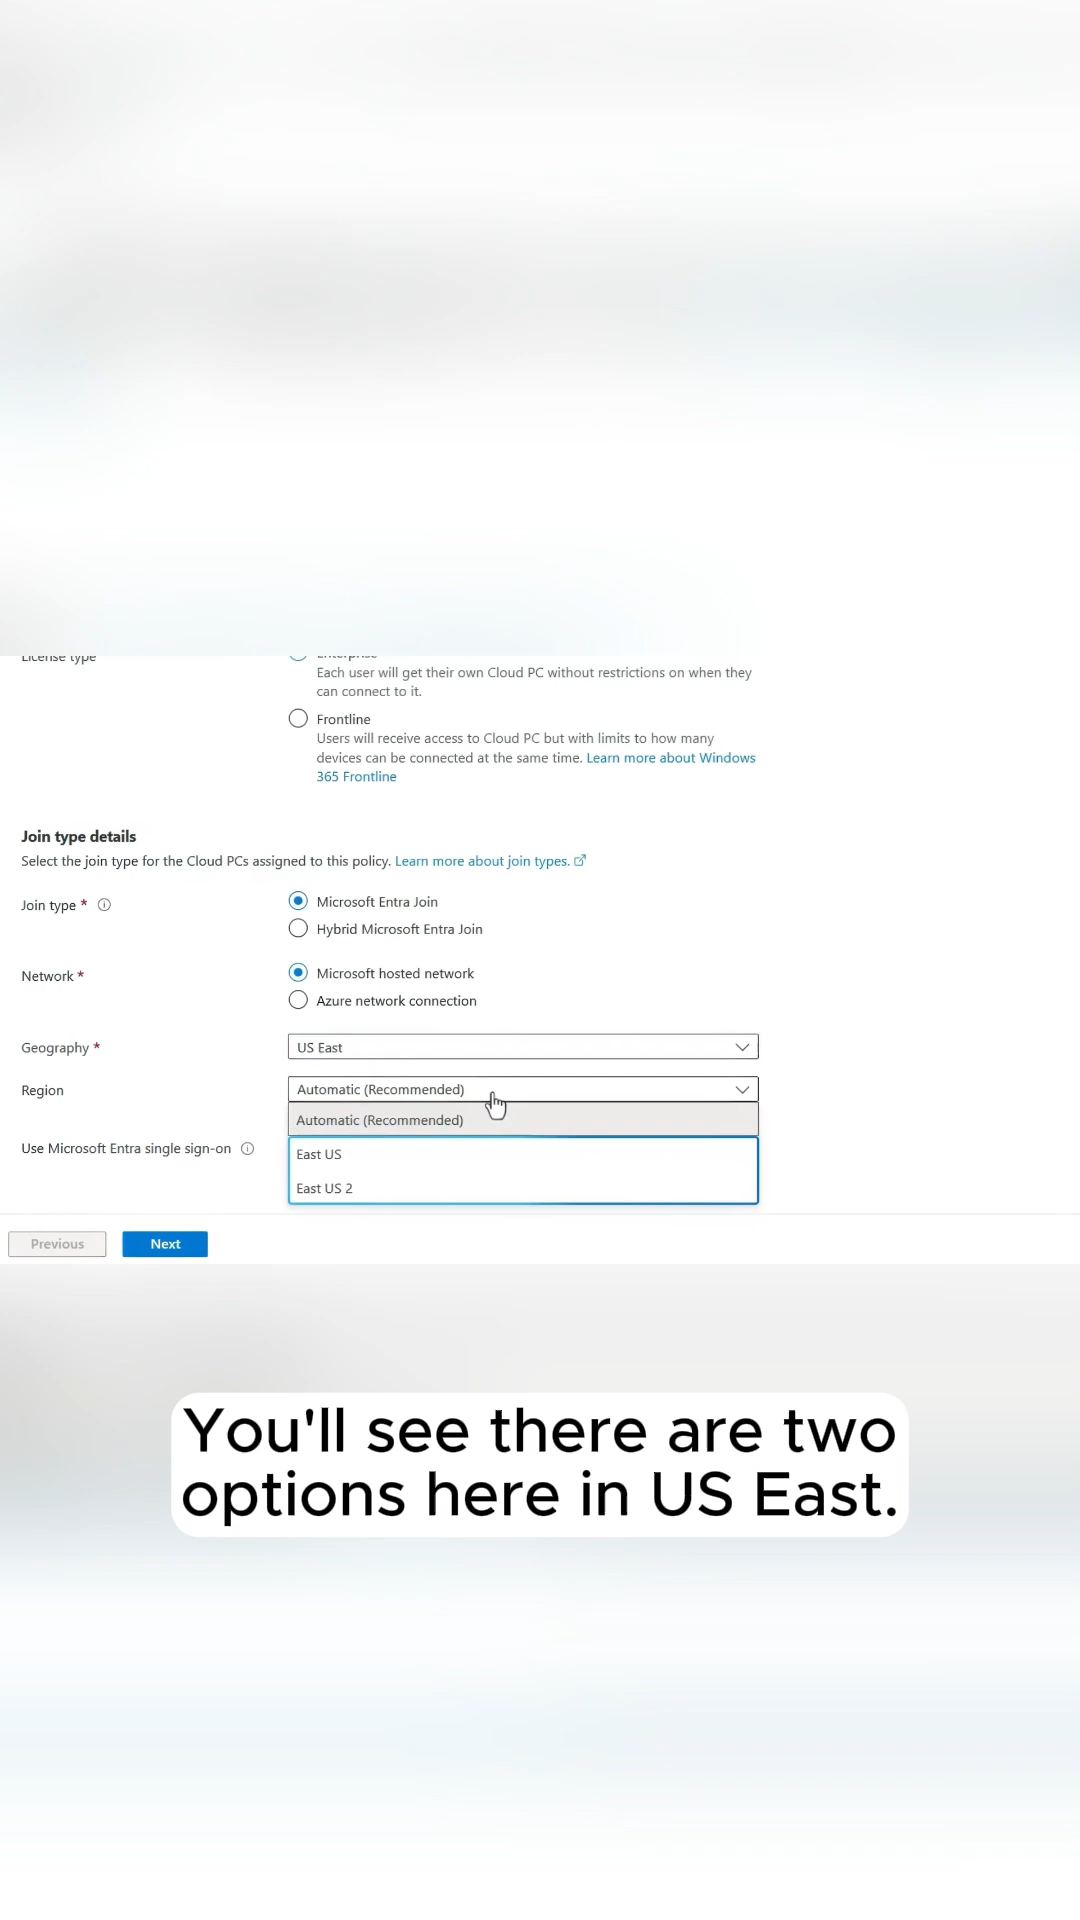 License type
Enterprise
Each user will get their own Cloud PC without restrictions on when they
can connect to it.
Frontline
Users will receive access to Cloud PC but with limits to how many
devices can be connected at the same time. Learn more about Windows
365 Frontline
Join type details
Select the join type for the Cloud PCs assigned to this policy. Learn more about join types.
Join type *
Microsoft Entra Join
Hybrid Microsoft Entra Join
Network *
Microsoft hosted network
Azure network connection
Geography *
US East
Region
Automatic (Recommended)
Automatic (Recommended)
Use Microsoft Entra single sign-on
East US
East US 2
Previous
Next
You'll see there are two
options here in US East.